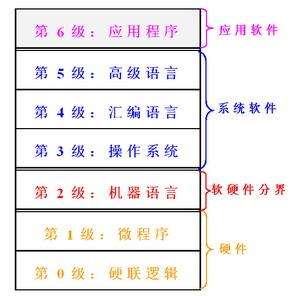 第 6 级： 应用程序
应用软件
第 5 级： 高级语言
第 4 级： 汇编语言
系统软件
第 3 级： 操作系统
第 2 级： 机器语言
软硬件分界
第 1 级： 微程序
硬件
第 0 级： 硬联逻辑